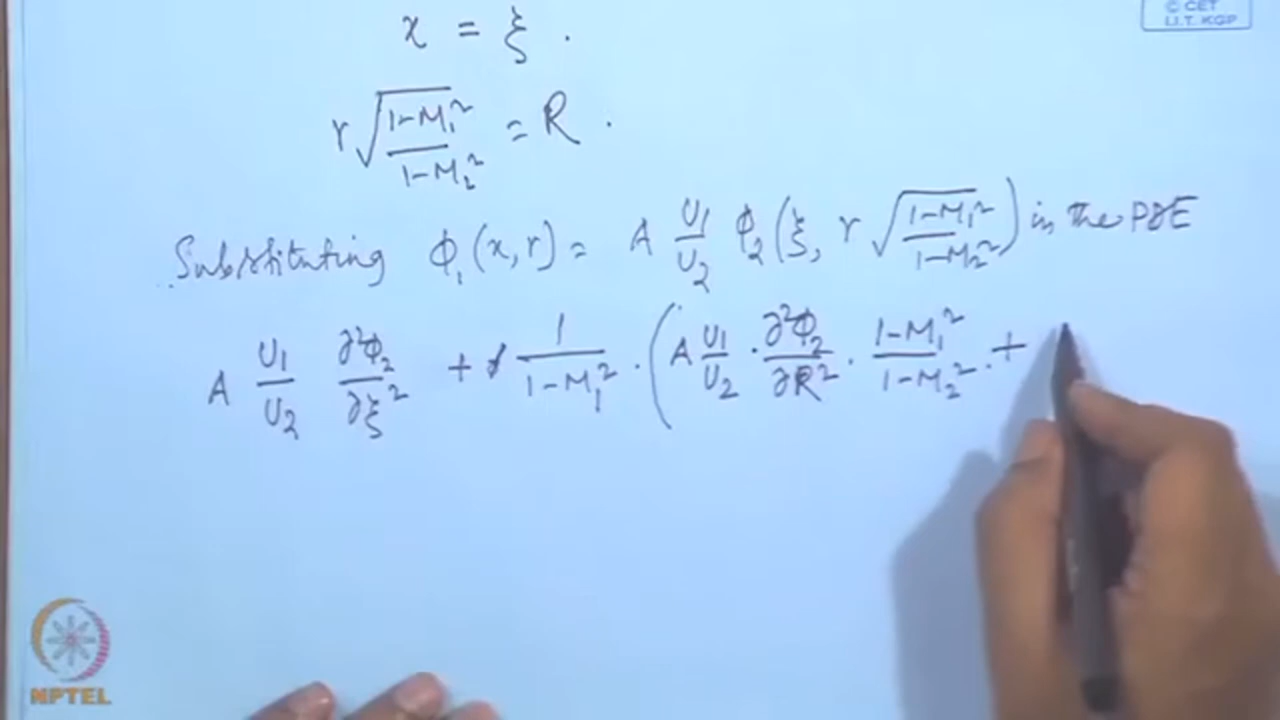 © CET
I.I.T. KGP
x = ξ .
r √((1-M₁²)/(1-M₂²)) = R .
Substituting ϕ₁(x, r) = A U₁/U₂ ϕ₂(ξ, r √((1-M₁²)/(1-M₂²))) in the PDE
A U₁/U₂ ∂²ϕ₂/∂ξ² + 1/(1-M₁²) · (A U₁/U₂ · ∂²ϕ₂/∂R² · (1-M₁²)/(1-M₂²) · +
NPTEL